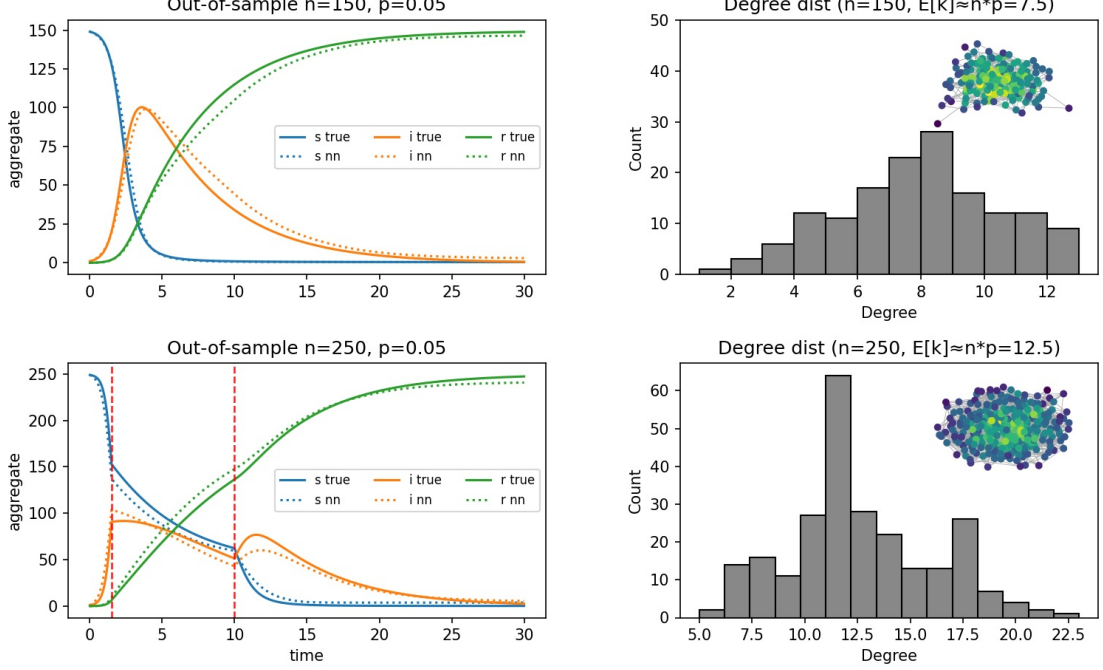 Out-of-sample n=150, p=0.05
150
125
100
75
50
25
0
aggregate
s true
i true
r true
s nn
i nn
r nn
0 5 10 15 20 25 30
Degree dist (n=150, E[k]≈n*p=7.5)
50
40
30
20
10
0
Count
2 4 6 8 10 12
Degree
Out-of-sample n=250, p=0.05
250
200
150
100
50
0
aggregate
s true
i true
r true
s nn
i nn
r nn
0 5 10 15 20 25 30
time
Degree dist (n=250, E[k]≈n*p=12.5)
60
50
40
30
20
10
0
Count
5.0 7.5 10.0 12.5 15.0 17.5 20.0 22.5
Degree